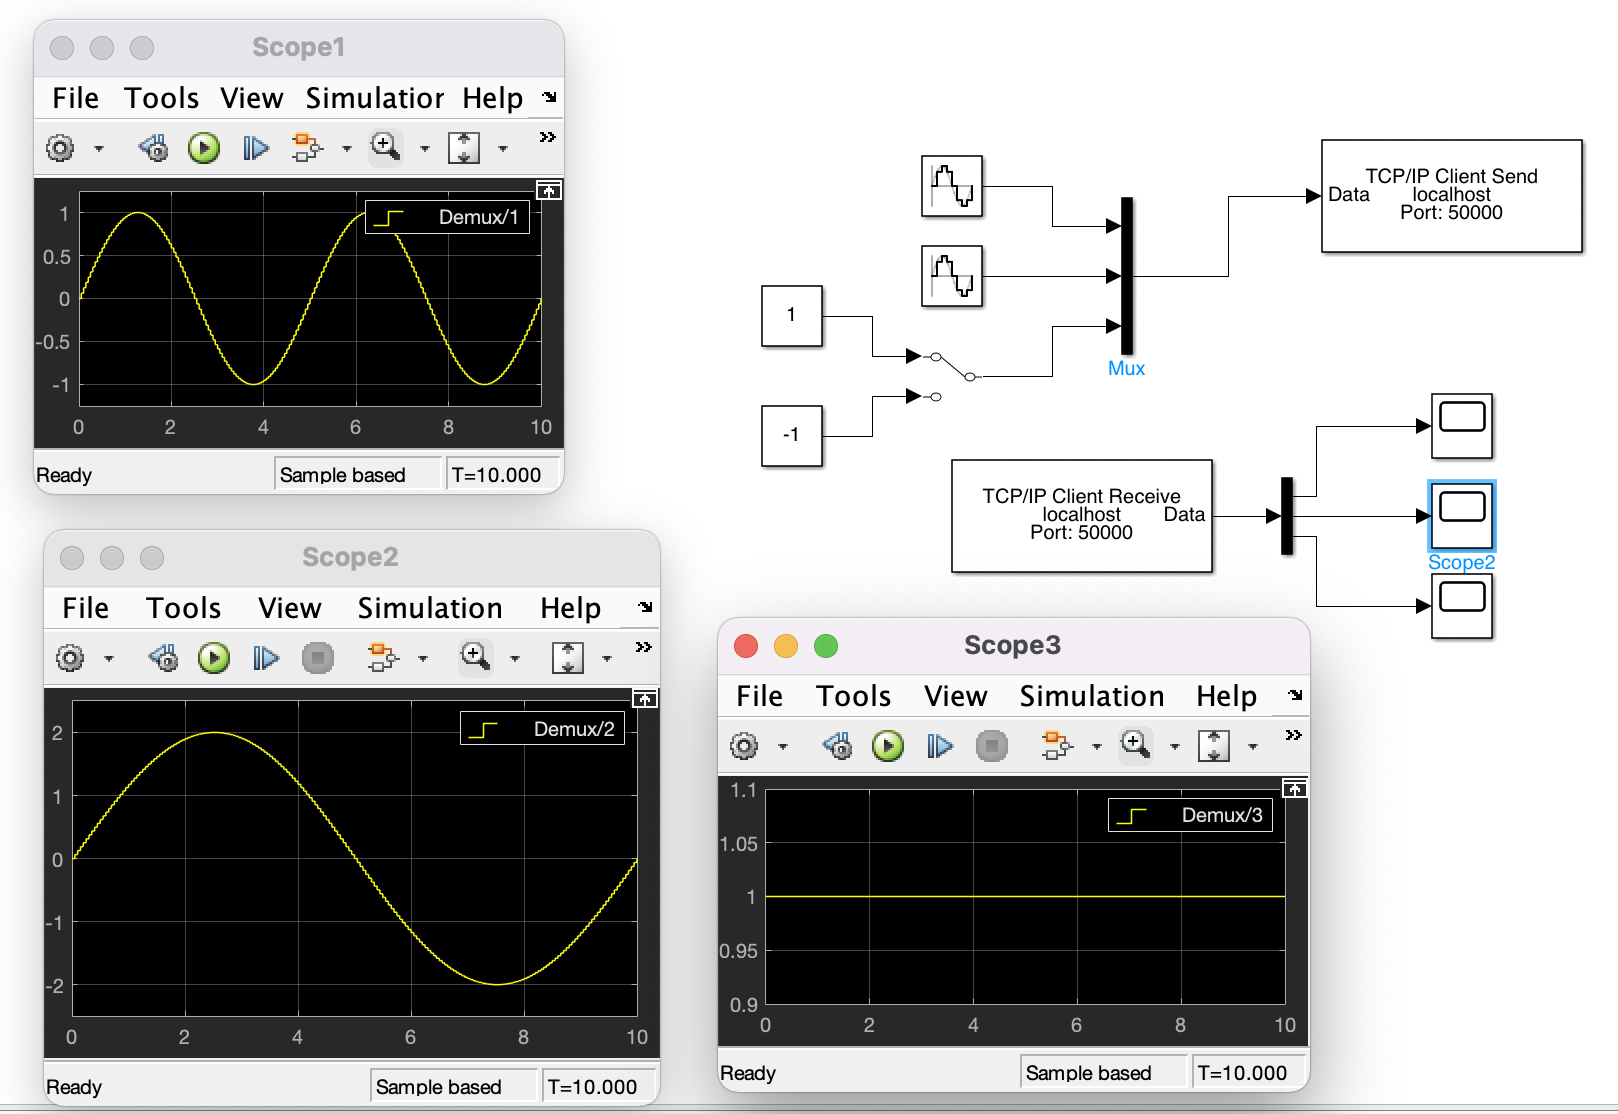 Scope1
File Tools View Simulatior Help
»
1
0.5
0
-0.5
-1
Demux/1
0 2 4 6 8 10
Ready Sample based T=10.000
Scope2
File Tools View Simulation Help
»
2
1
0
-1
-2
Demux/2
0 2 4 6 8 10
Ready Sample based T=10.000
TCP/IP Client Send
Data localhost
Port: 50000
1
-1
Mux
TCP/IP Client Receive
localhost Data
Port: 50000
Scope2
Scope3
File Tools View Simulation Help
»
1.1
1.05
1
0.95
0.9
Demux/3
0 2 4 6 8 10
Ready Sample based T=10.000